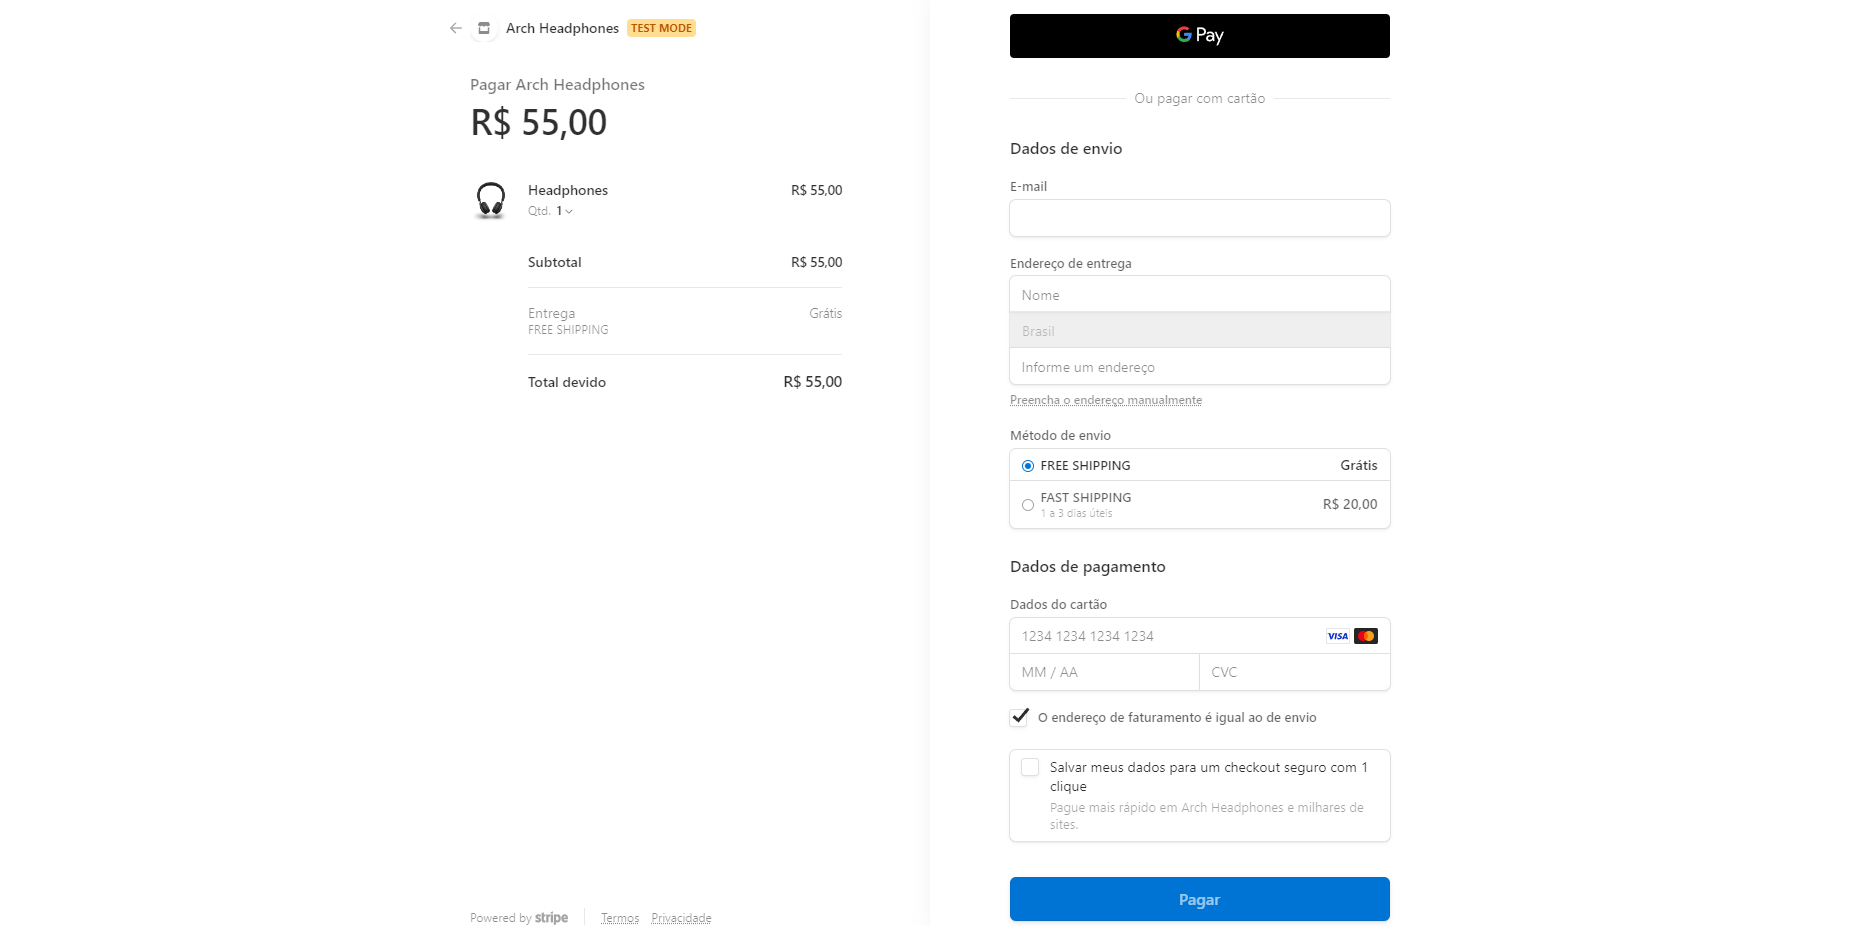 Arch Headphones TEST MODE
Pagar Arch Headphones
R$ 55,00
Headphones R$ 55,00
Qtd. 1
Subtotal R$ 55,00
Entrega Grátis
FREE SHIPPING
Total devido R$ 55,00
Powered by stripe Termos Privacidade
G Pay
Ou pagar com cartão
Dados de envio
E-mail
Endereço de entrega
Nome
Brasil
Informe um endereço
Preencha o endereço manualmente
Método de envio
FREE SHIPPING Grátis
FAST SHIPPING R$ 20,00
1 a 3 dias úteis
Dados de pagamento
Dados do cartão
1234 1234 1234 1234 VISA
MM / AA CVC
O endereço de faturamento é igual ao de envio
Salvar meus dados para um checkout seguro com 1
clique
Pague mais rápido em Arch Headphones e milhares de
sites.
Pagar